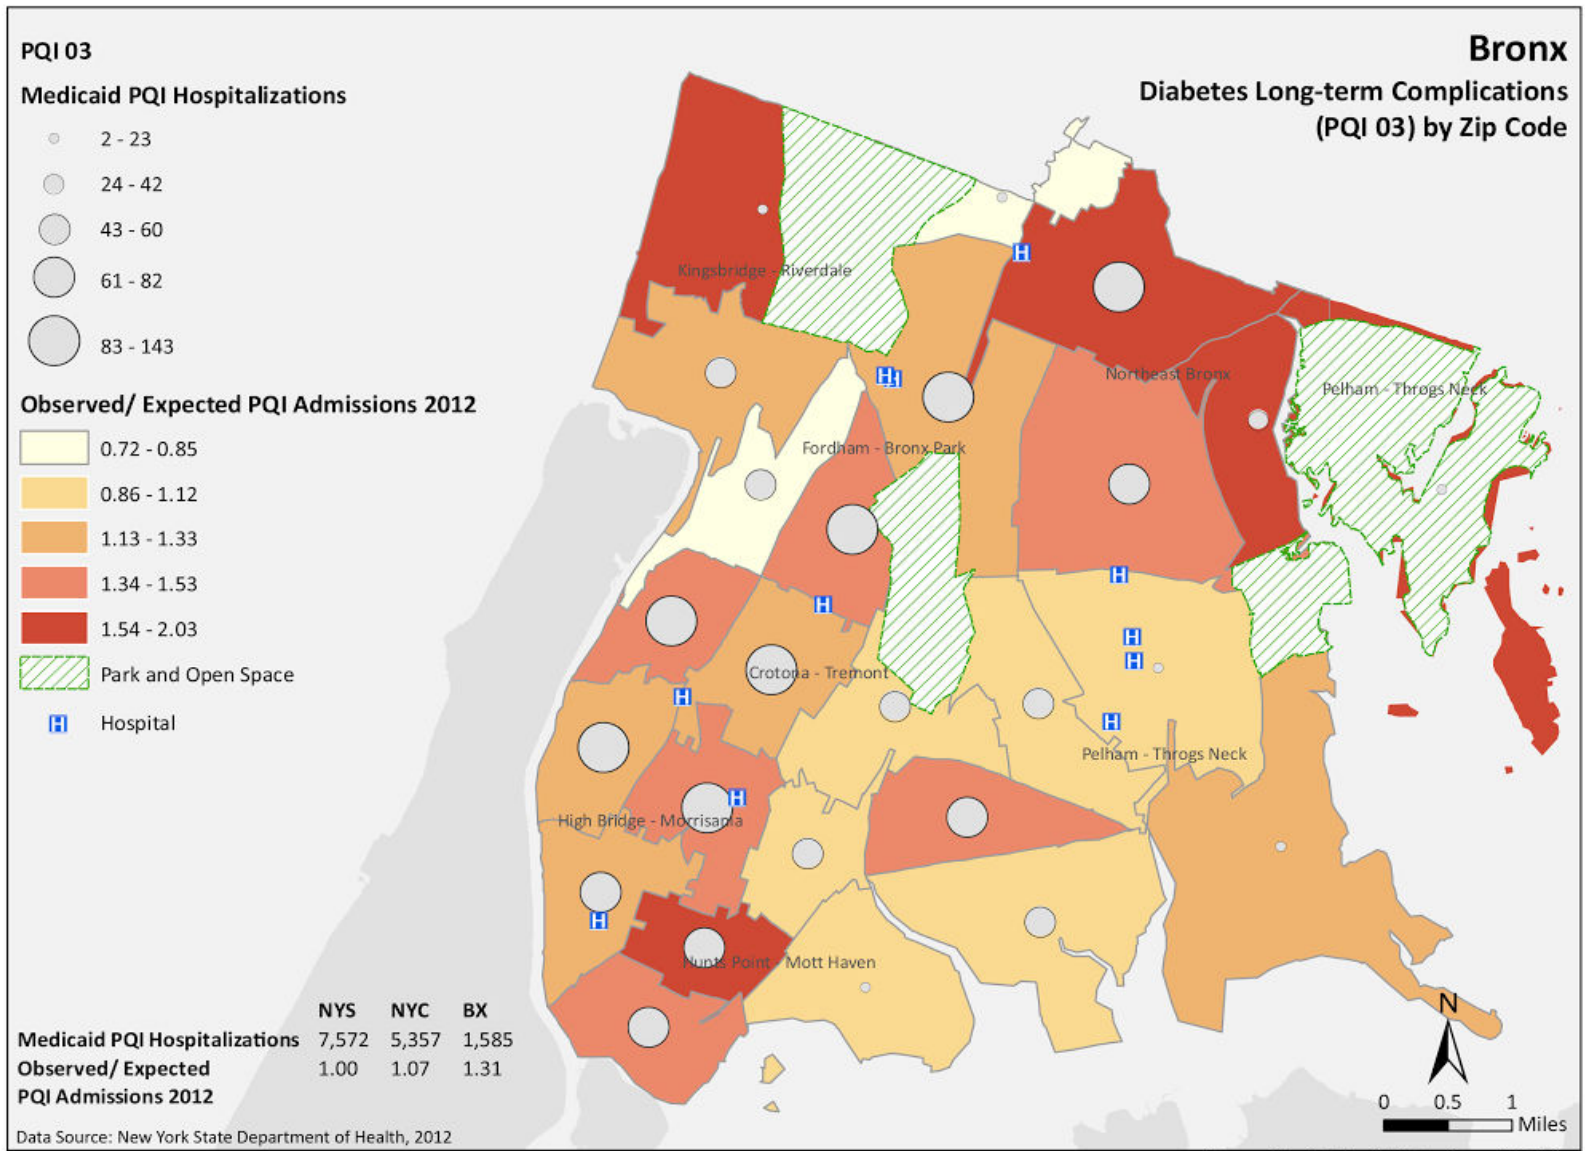 PQI 03
Medicaid PQI Hospitalizations
2 - 23
24 - 42
43 - 60
61 - 82
83 - 143
Observed/ Expected PQI Admissions 2012
0.72 - 0.85
0.86 - 1.12
1.13 - 1.33
1.34 - 1.53
1.54 - 2.03
Park and Open Space
H Hospital
Bronx
Diabetes Long-term Complications
(PQI 03) by Zip Code
H
Kingsbridge - Riverdale
Northeast Bronx
H H
Pelham - Throgs Neck
Fordham - Bronx Park
H
H
H
H
Crotona - Tremont
H
H
Pelham - Throgs Neck
H
High Bridge - Morrisania
H
Hunts Point - Mott Haven
NYS NYC BX
Medicaid PQI Hospitalizations 7,572 5,357 1,585
Observed/ Expected 1.00 1.07 1.31
PQI Admissions 2012
Data Source: New York State Department of Health, 2012
N
0 0.5 1
Miles